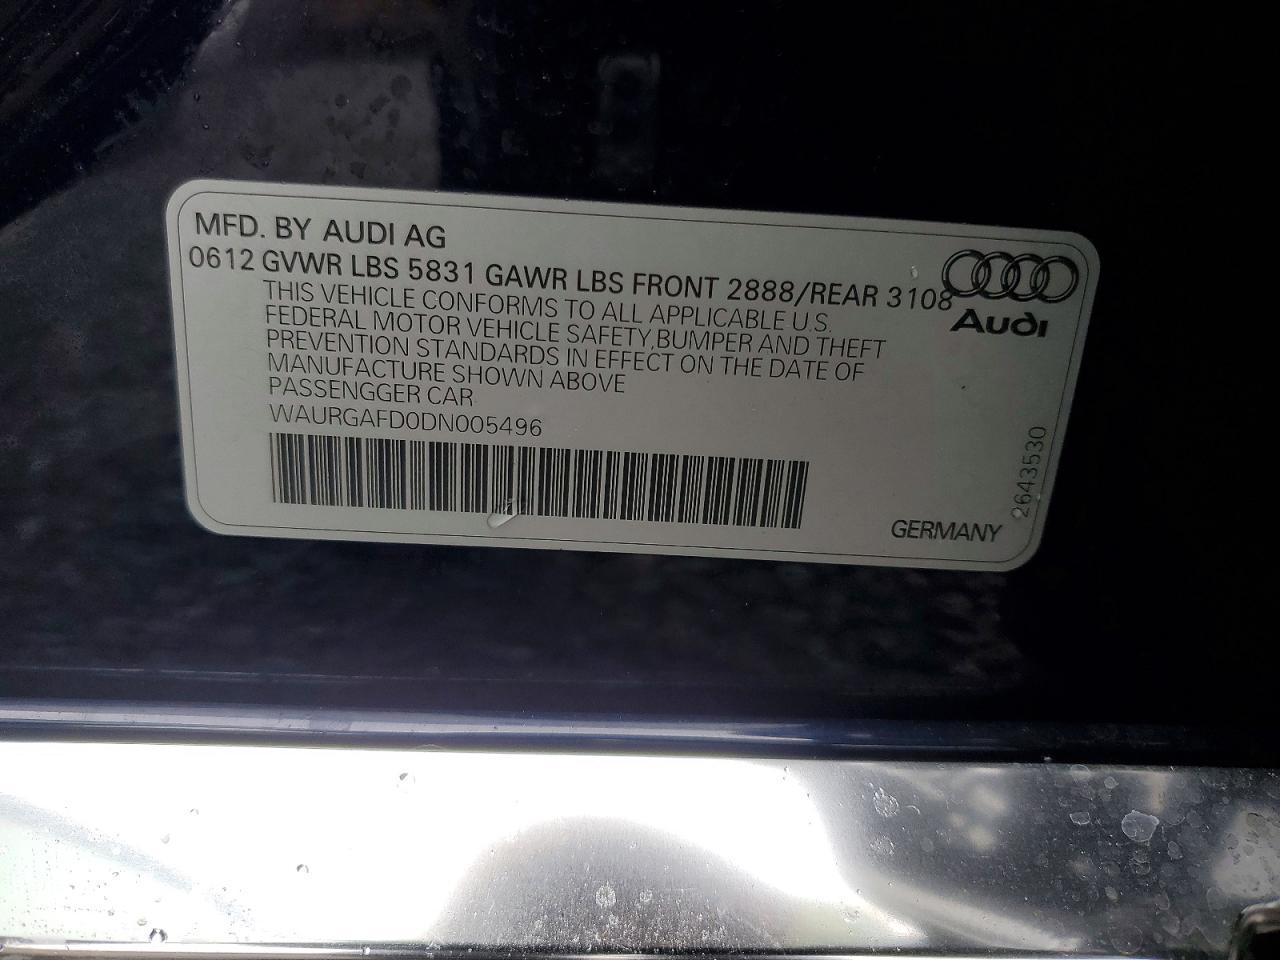 MFD. BY AUDI AG
0612 GVWR LBS 5831 GAWR LBS FRONT 2888/REAR 3108
THIS VEHICLE CONFORMS TO ALL APPLICABLE U.S.
FEDERAL MOTOR VEHICLE SAFETY,BUMPER AND THEFT
PREVENTION STANDARDS IN EFFECT ON THE DATE OF
MANUFACTURE SHOWN ABOVE
PASSENGGER CAR
WAURGAFD0DN005496
Audi
2643530
GERMANY